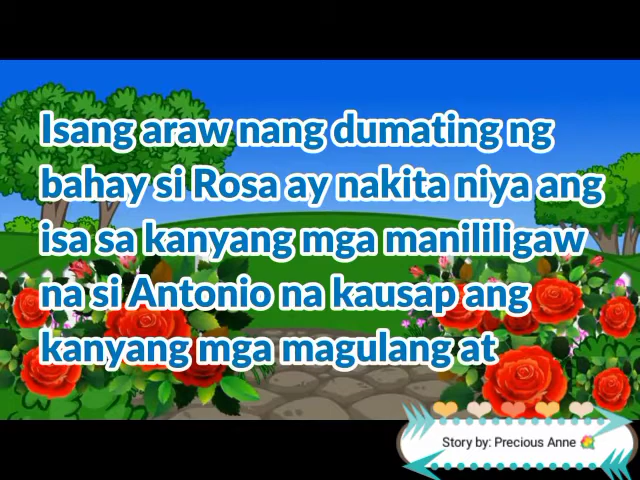 Isang araw nang dumating ng
bahay si Rosa ay nakita niya ang
isa sa kanyang mga manililigaw
na si Antonio na kausap ang
kanyang mga magulang at
Story by: Precious Anne